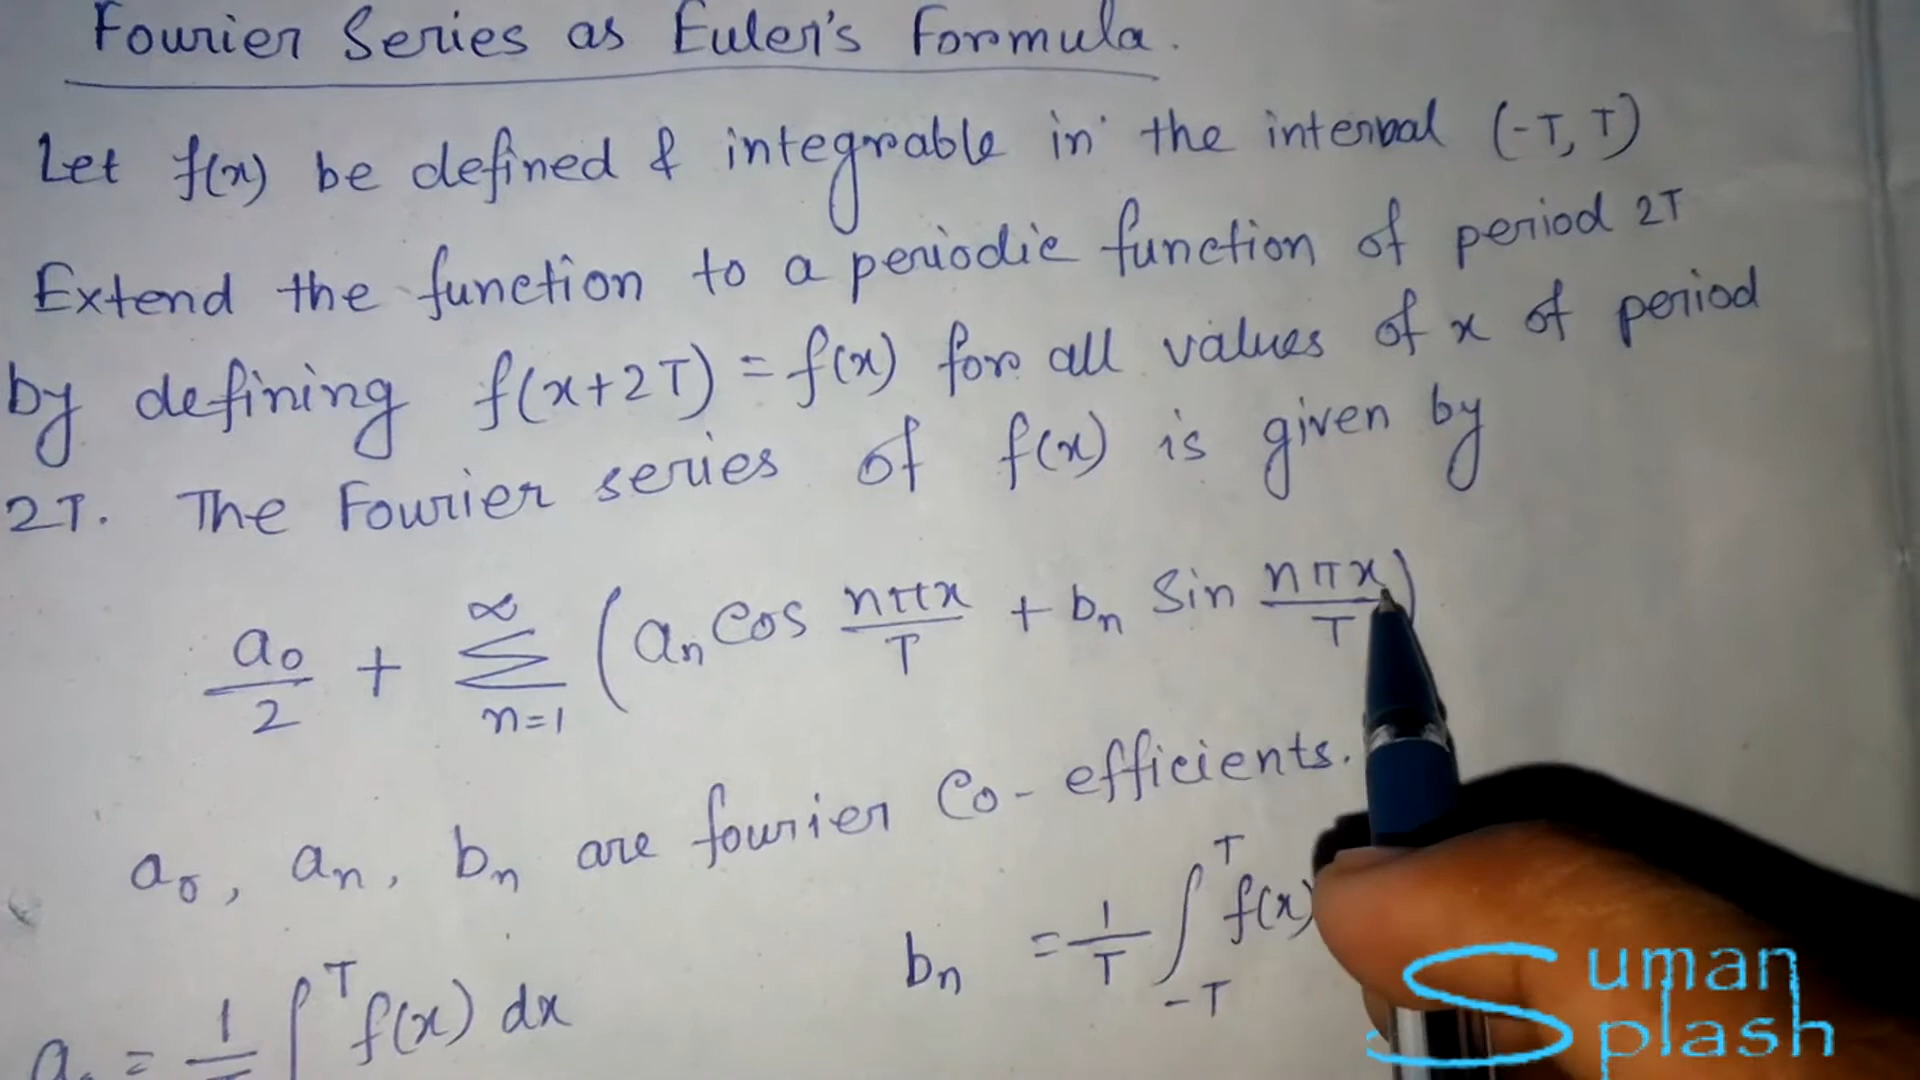 Fourier Series as Euler's Formula.
Let f(x) be defined & integrable in the interval (-T, T)
Extend the function to a periodic function of period 2T
by defining f(x+2T) = f(x) for all values of x of period
2T. The Fourier series of f(x) is given by
a₀/2 + ∑_{n=1}^{∞} (aₙ Cos nπx/T + bₙ Sin nπx/T)
a₀, aₙ, bₙ are fourier Co-efficients.
bₙ = 1/T ∫_{-T}^{T} f(x)
= 1/ ∫^{T} f(x) dx
Suman
Splash